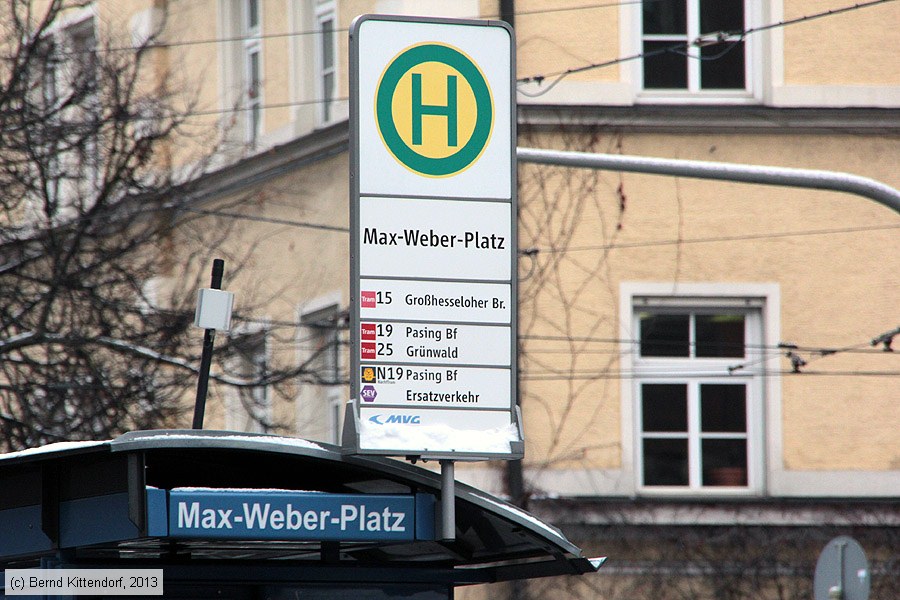 H
Max-Weber-Platz
Tram 15 Großhesseloher Br.
Tram 19 Pasing Bf
Tram 25 Grünwald
N19 Pasing Bf
SEV Ersatzverkehr
MVG
Max-Weber-Platz
(c) Bernd Kittendorf, 2013